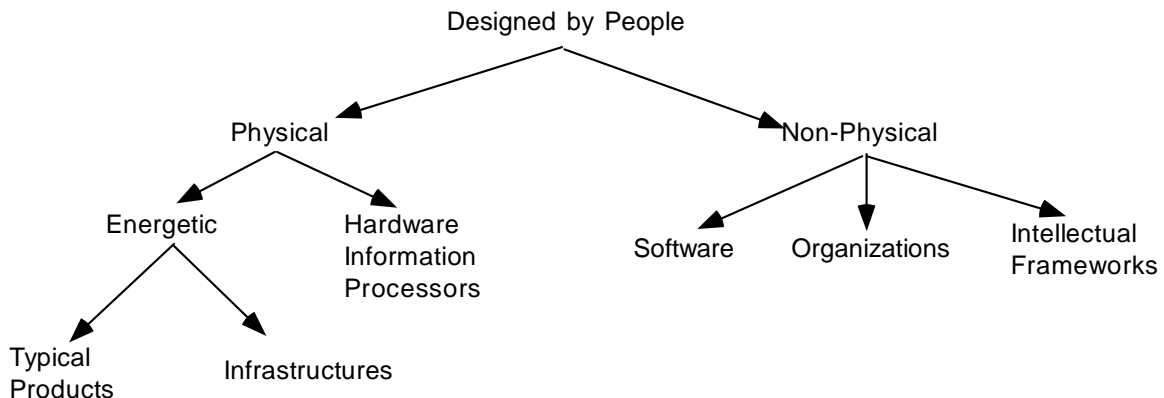 Designed by People
Physical
Non-Physical
Energetic
Hardware
Information
Processors
Software
Organizations
Intellectual
Frameworks
Typical
Products
Infrastructures